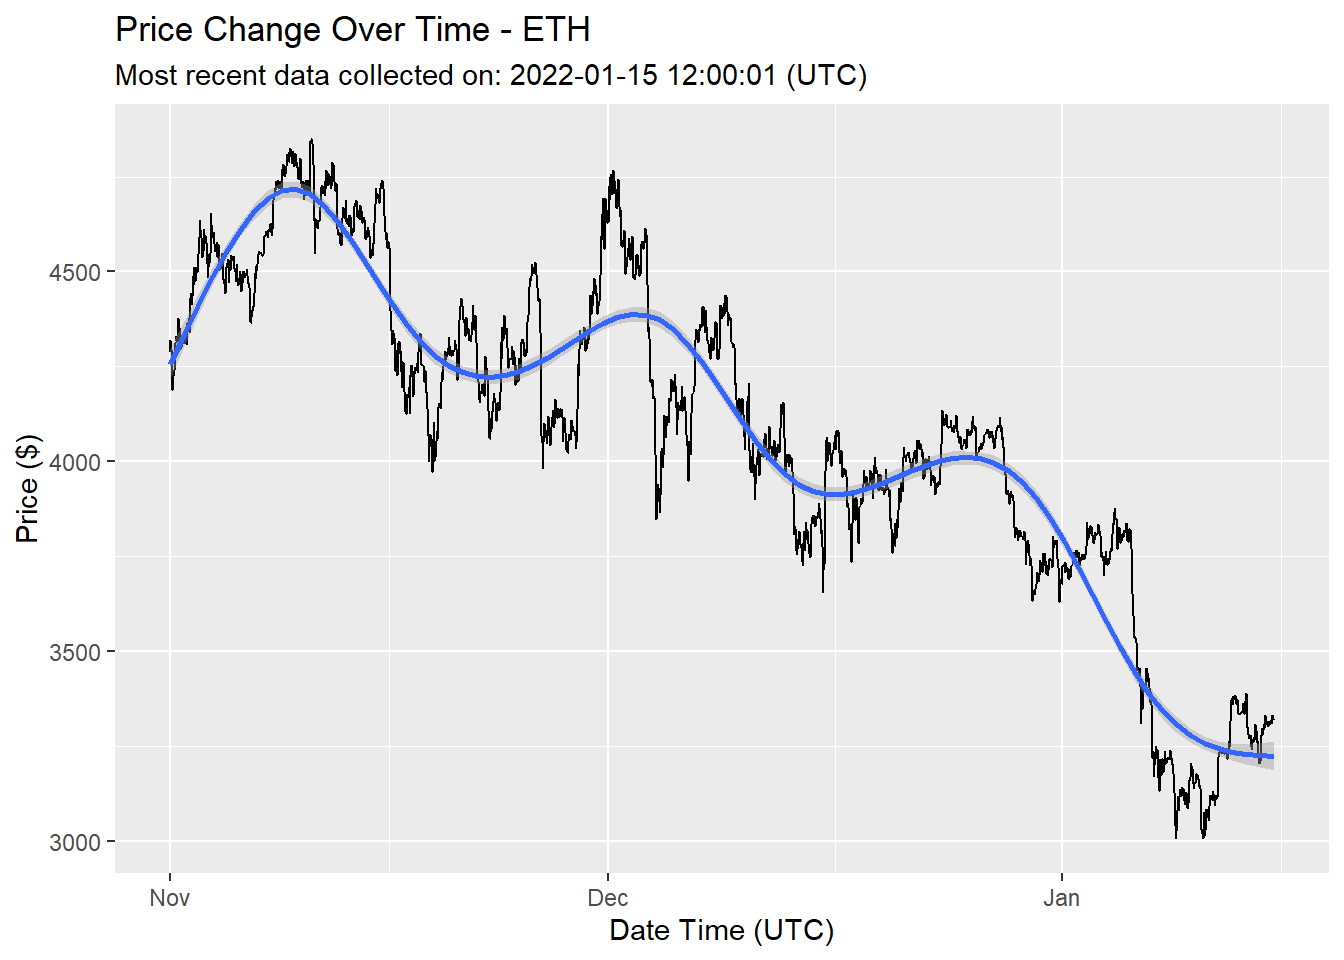 Price Change Over Time - ETH
Most recent data collected on: 2022-01-15 12:00:01 (UTC)
Price ($)
4500
4000
3500
3000
Nov
Dec
Jan
Date Time (UTC)